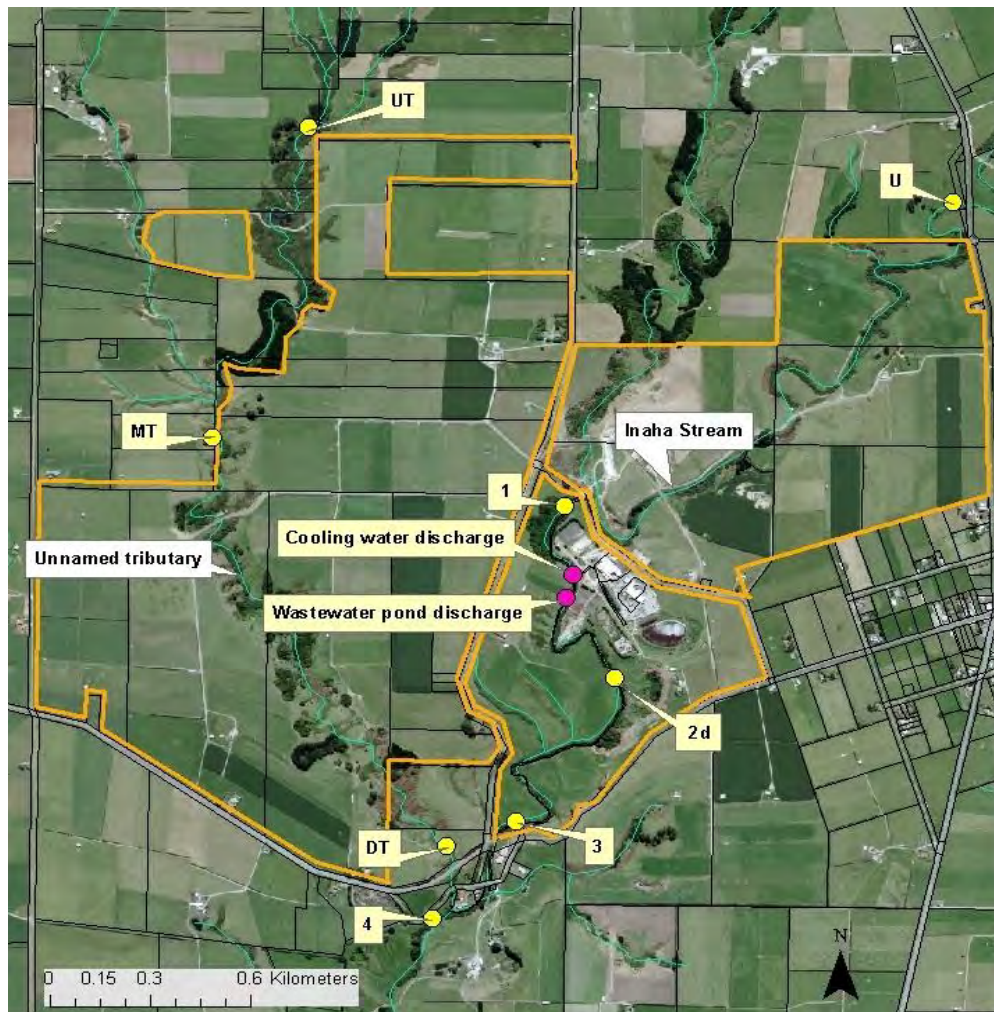 UT
U
MT
Inaha Stream
1
Cooling water discharge
Unnamed tributary
Wastewater pond discharge
2d
DT
3
4
N
0 0.15 0.3 0.6 Kilometers